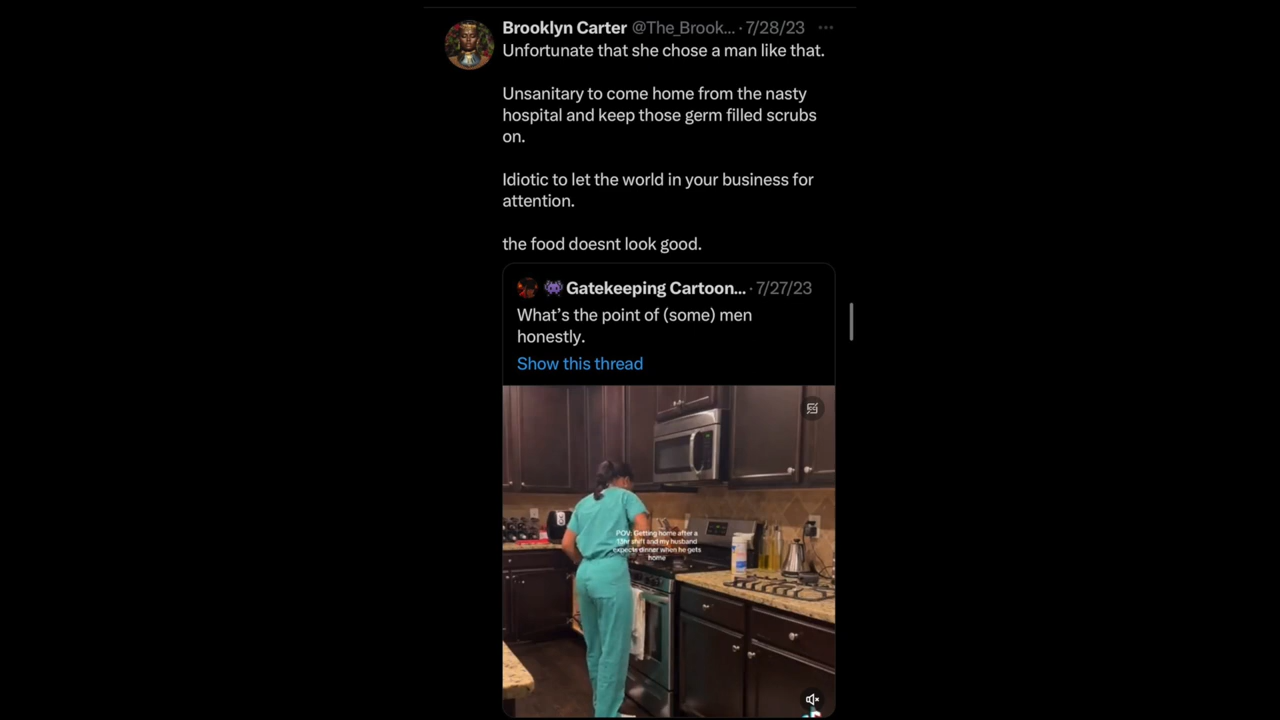 Brooklyn Carter @The_Brook... · 7/28/23 ···
Unfortunate that she chose a man like that.
Unsanitary to come home from the nasty
hospital and keep those germ filled scrubs
on.
Idiotic to let the world in your business for
attention.
the food doesnt look good.
👾 Gatekeeping Cartoon... · 7/27/23
What's the point of (some) men
honestly.
Show this thread
POV: Getting home after a
13hr shift and my husband
expects dinner when he gets
home